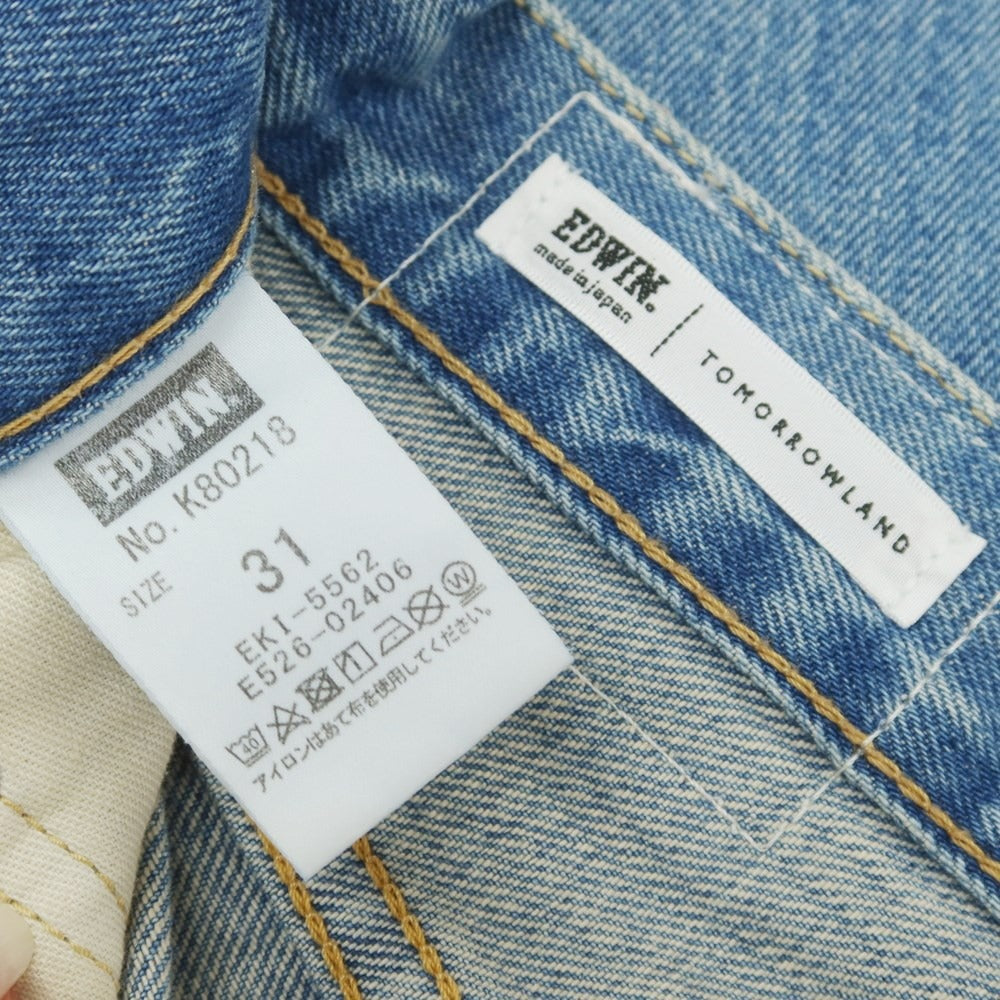 EDWIN.
No. K80218
SIZE 31
EKI-5562
E526-02406
40 W
アイロンはあて布を使用してください。
EDWIN.
made in japan
TOMORROWLAND